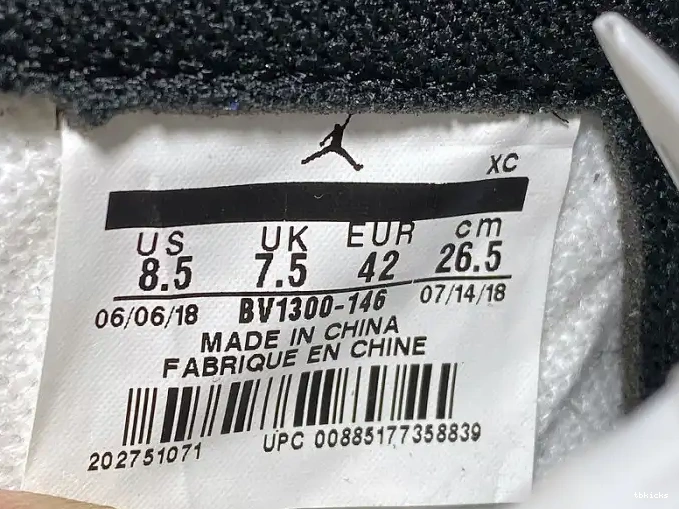 XC
US UK EUR cm
8.5 7.5 42 26.5
06/06/18 BV1300-146 07/14/18
MADE IN CHINA
FABRIQUE EN CHINE
202751071 UPC 00885177358839
1bkicks